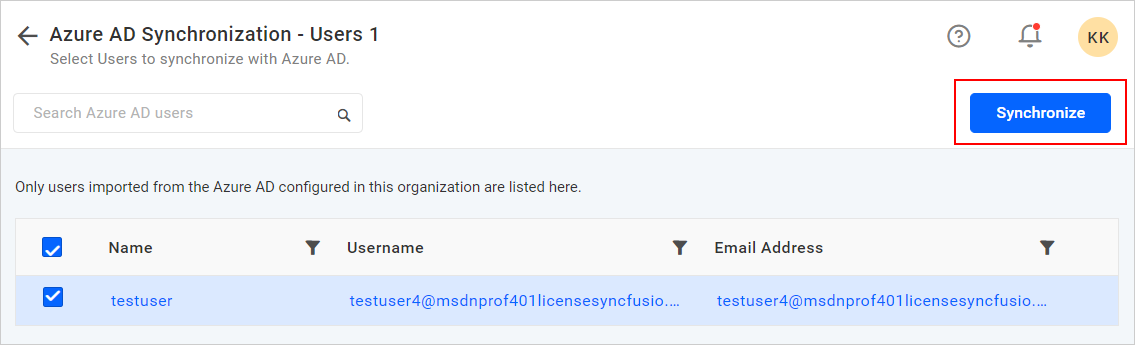 Azure AD Synchronization - Users 1
Select Users to synchronize with Azure AD.
KK
Search Azure AD users
Synchronize
Only users imported from the Azure AD configured in this organization are listed here.
Name Username Email Address
testuser testuser4@msdnprof401licensesyncfusio.... testuser4@msdnprof401licensesyncfusio....